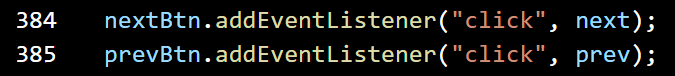 384 nextBtn.addEventListener("click", next);
385 prevBtn.addEventListener("click", prev);